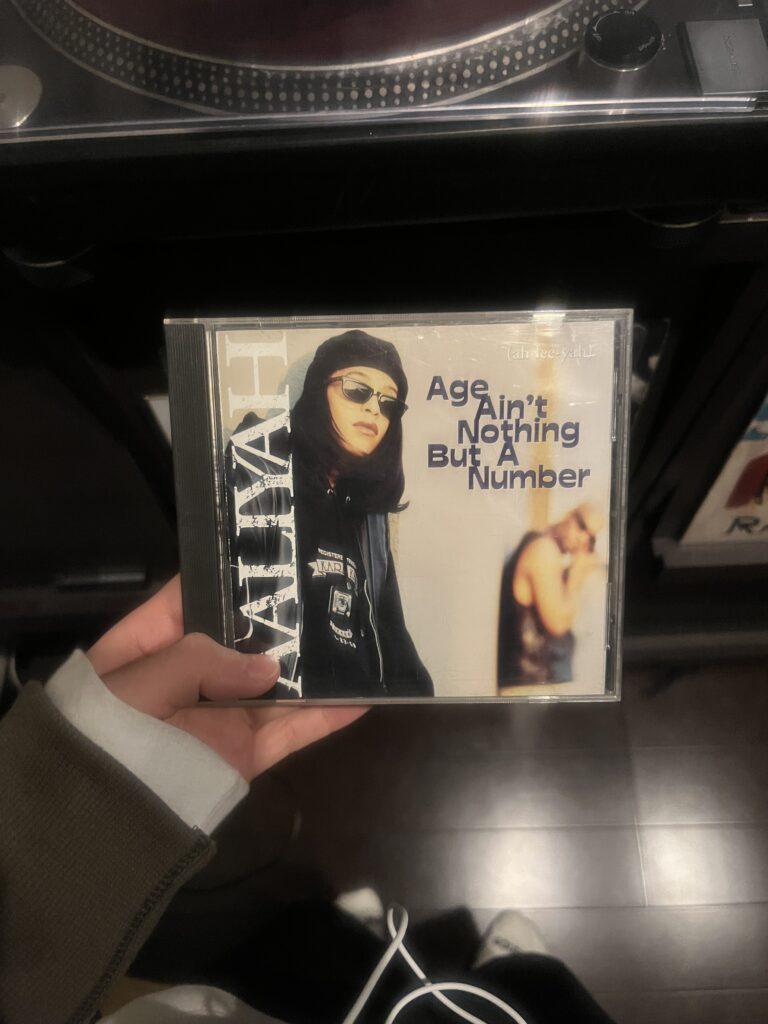 AALIYAH
(ah-lee-yah)
Age
Ain't
Nothing
But A
Number